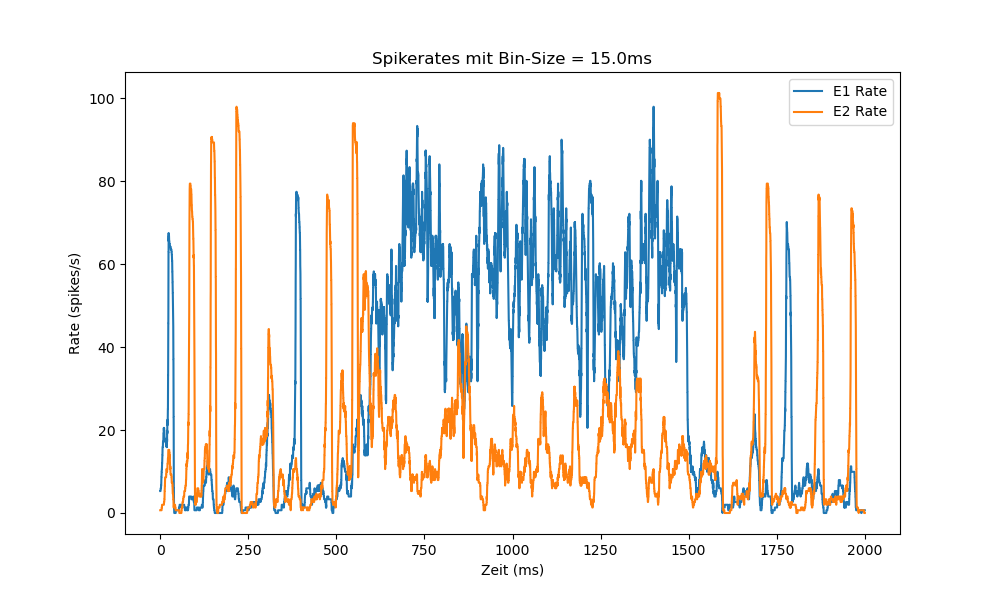 Spikerates mit Bin-Size = 15.0ms
E1 Rate
E2 Rate
Rate (spikes/s)
100
80
60
40
20
0
0 250 500 750 1000 1250 1500 1750 2000
Zeit (ms)